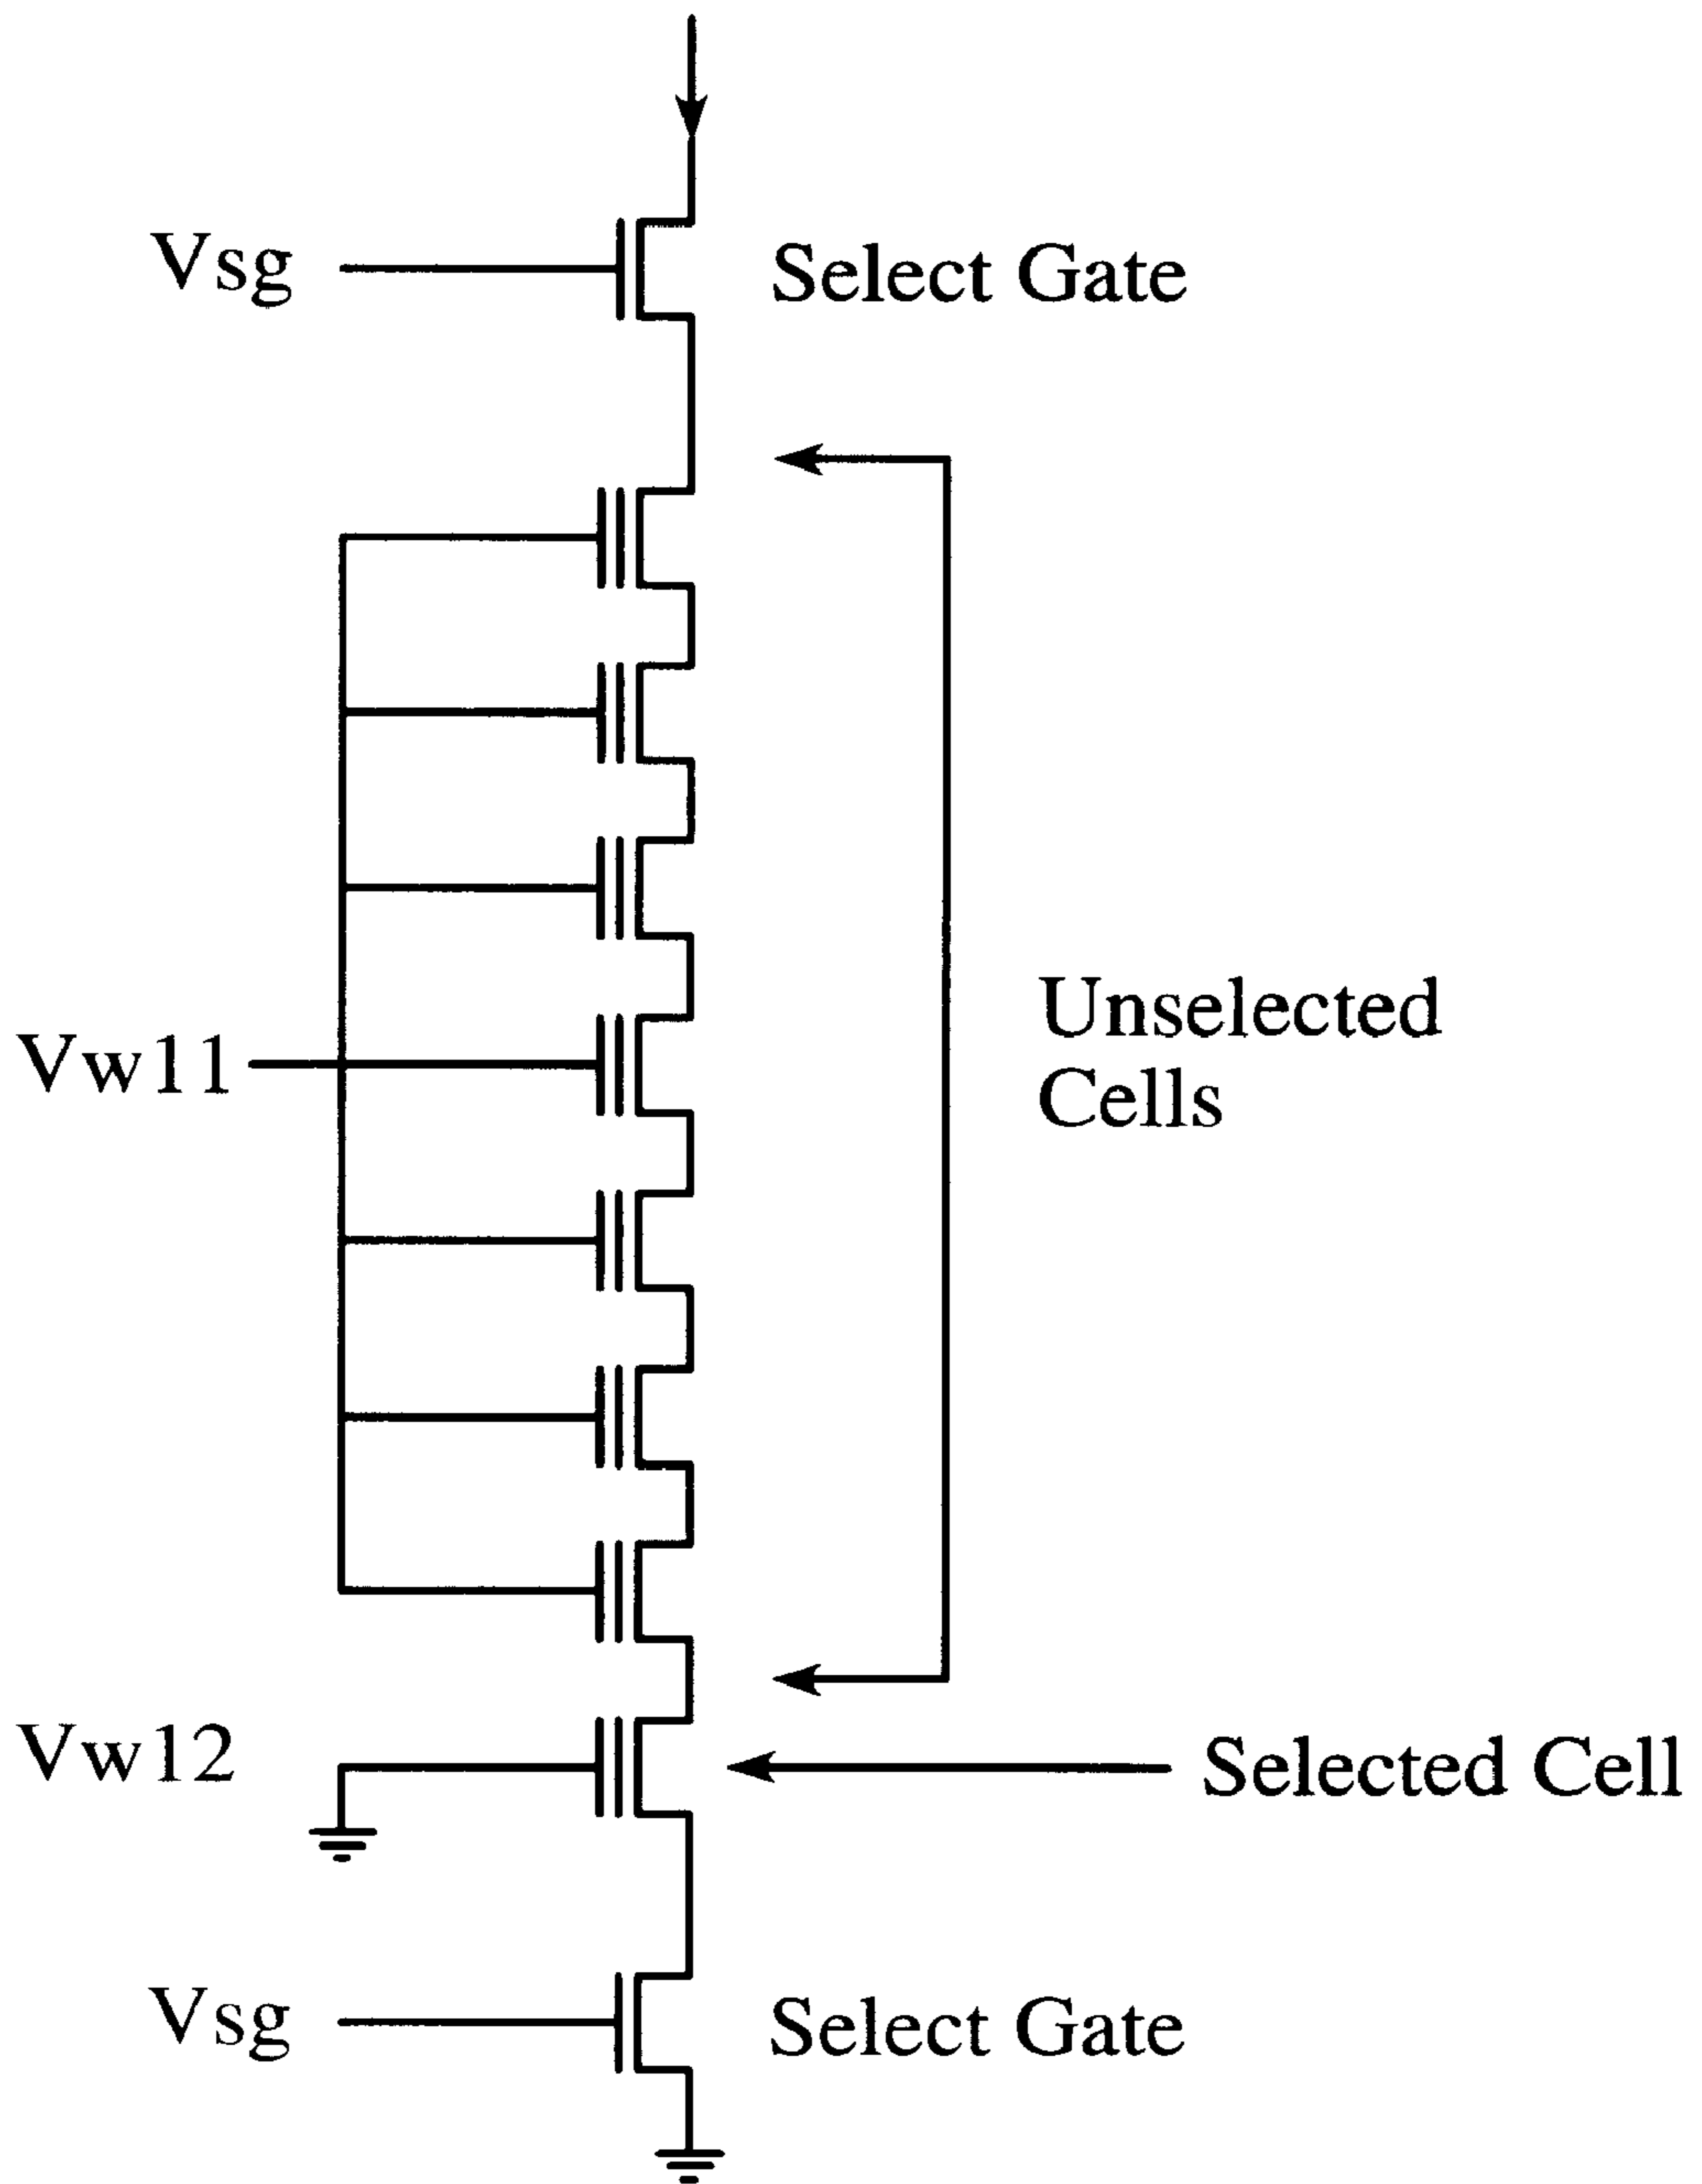 Vsg
Select Gate
Vw11
Unselected
Cells
Vw12
Selected Cell
Vsg
Select Gate